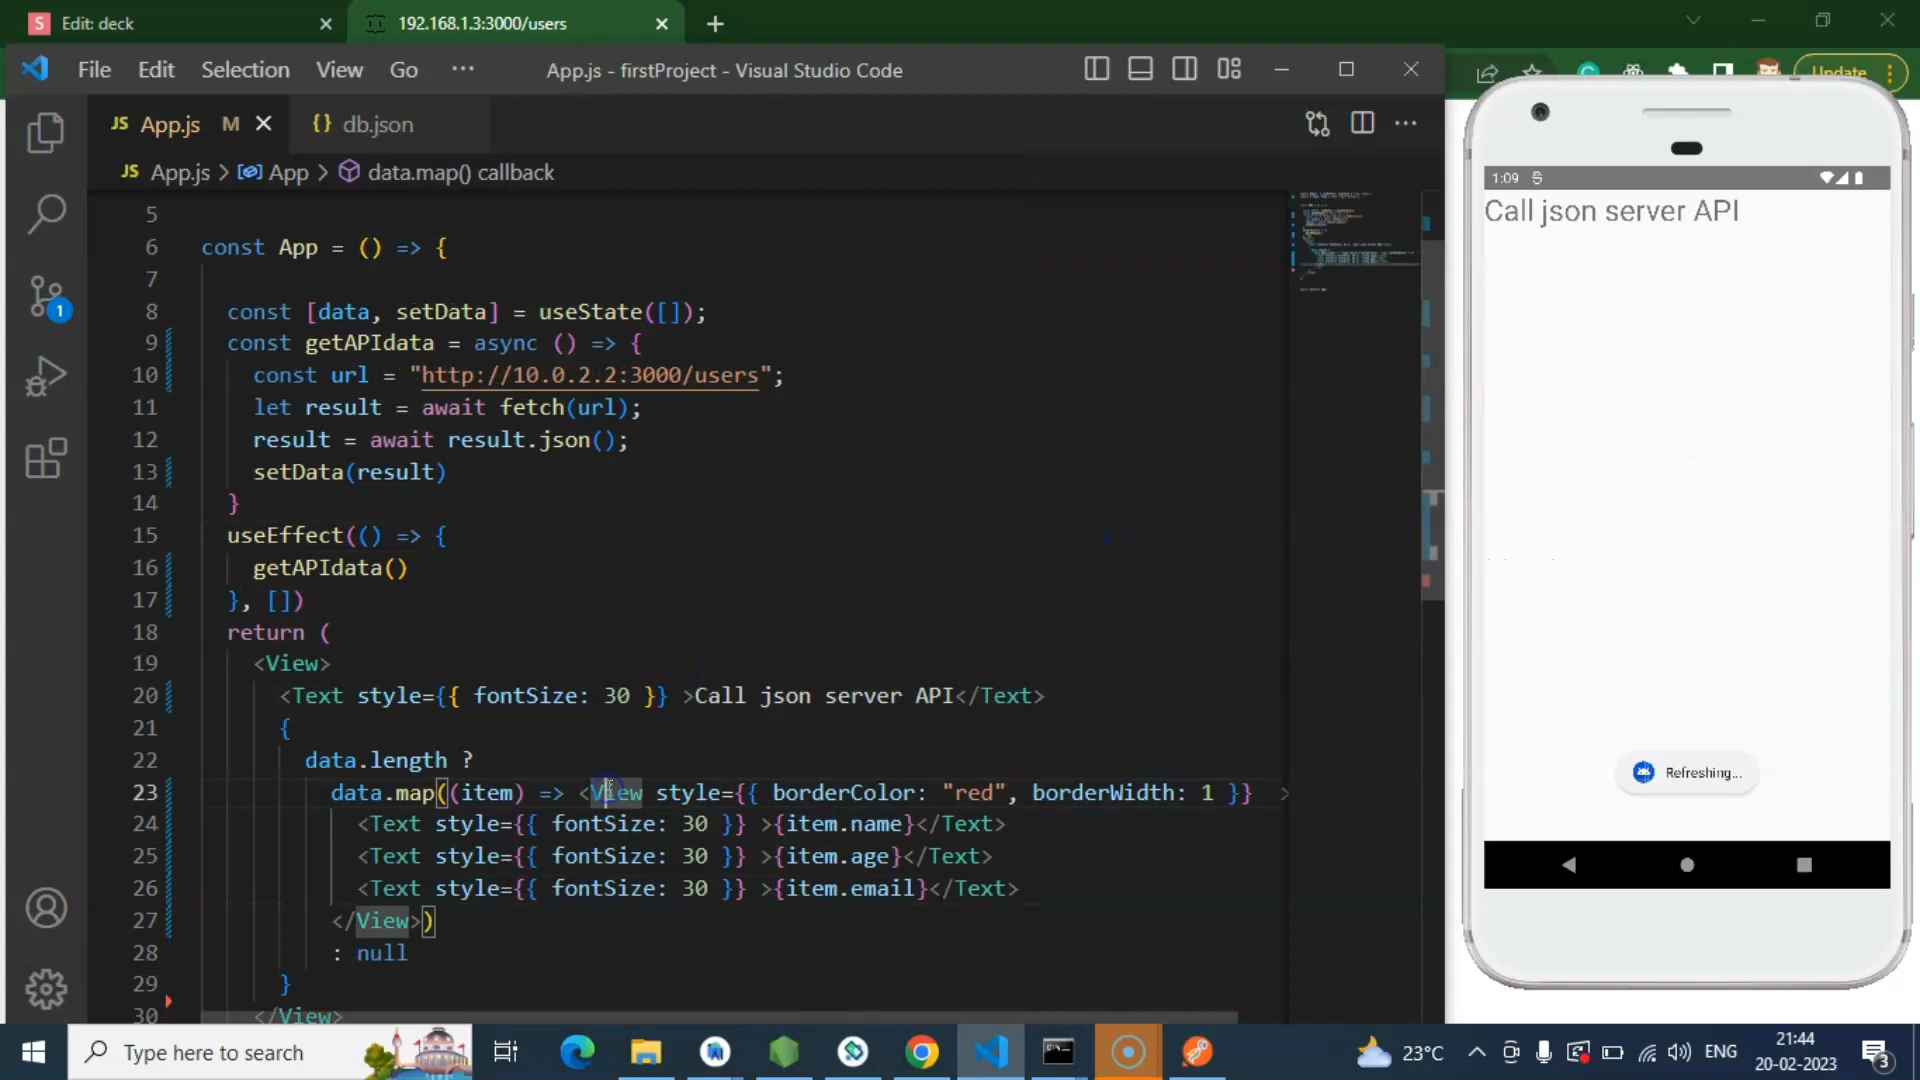 S Edit: deck
192.168.1.3:3000/users
File Edit Selection View Go ···
App.js - firstProject - Visual Studio Code
Update
JS App.js M
{} db.json
JS App.js > App > data.map() callback
5
6 const App = () => {
7
8 const [data, setData] = useState([]);
9 const getAPIdata = async () => {
10 const url = "http://10.0.2.2:3000/users";
11 let result = await fetch(url);
12 result = await result.json();
13 setData(result)
14 }
15 useEffect(() => {
16 getAPIdata()
17 }, [])
18 return (
19 <View>
20 <Text style={{ fontSize: 30 }} >Call json server API</Text>
21 {
22 data.length ?
23 data.map((item) => <View style={{ borderColor: "red", borderWidth: 1 }} >
24 <Text style={{ fontSize: 30 }} >{item.name}</Text>
25 <Text style={{ fontSize: 30 }} >{item.age}</Text>
26 <Text style={{ fontSize: 30 }} >{item.email}</Text>
27 </View>)
28 : null
29 }
30 </View>
1
1:09
Call json server API
Refreshing...
Type here to search
23°C
ENG
21:44
20-02-2023
3